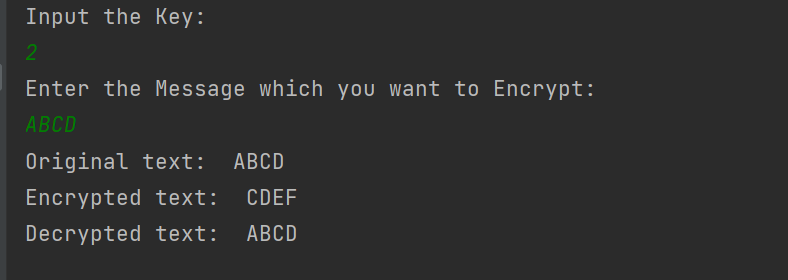 Input the Key:
2
Enter the Message which you want to Encrypt:
ABCD
Original text:  ABCD
Encrypted text:  CDEF
Decrypted text:  ABCD